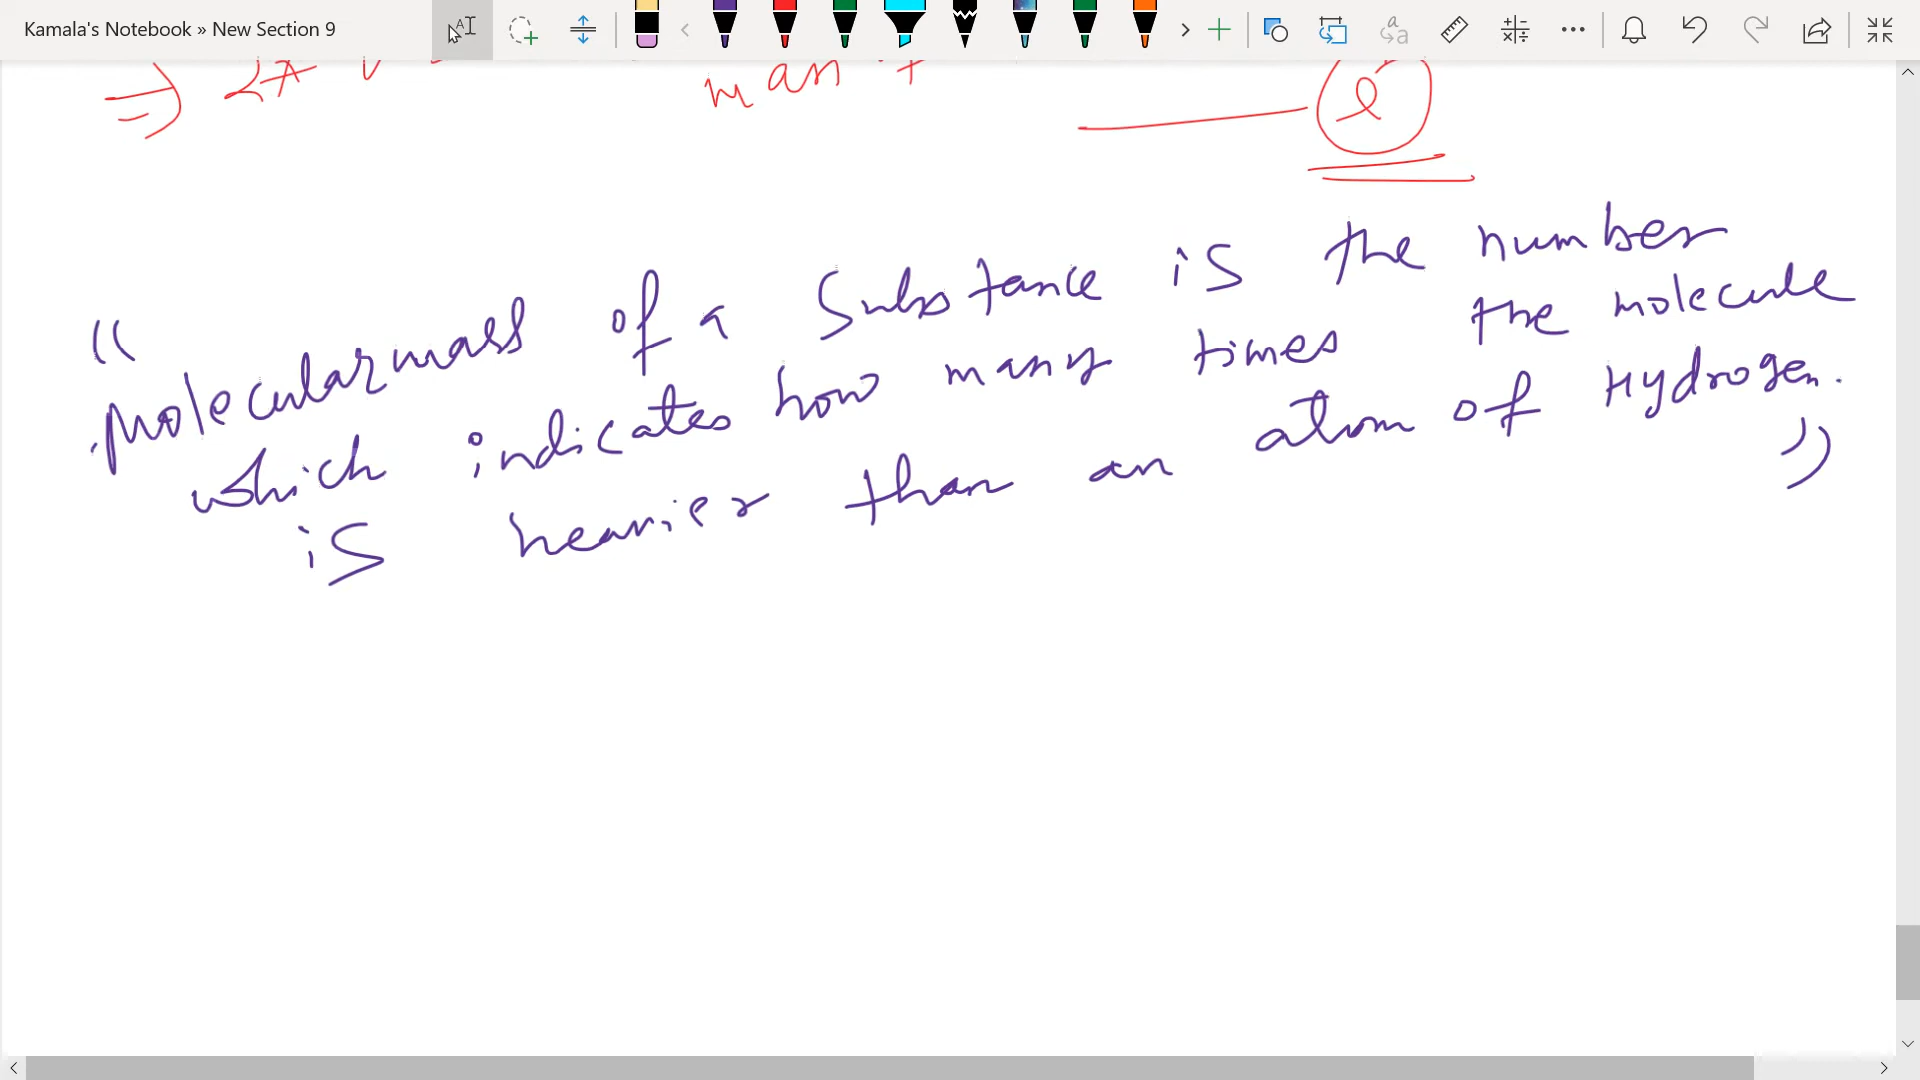 Kamala's Notebook » New Section 9
man
“ Molecular mass of a Substance is the number
which indicates how many times the molecule
is heavier than an atom of Hydrogen. ”